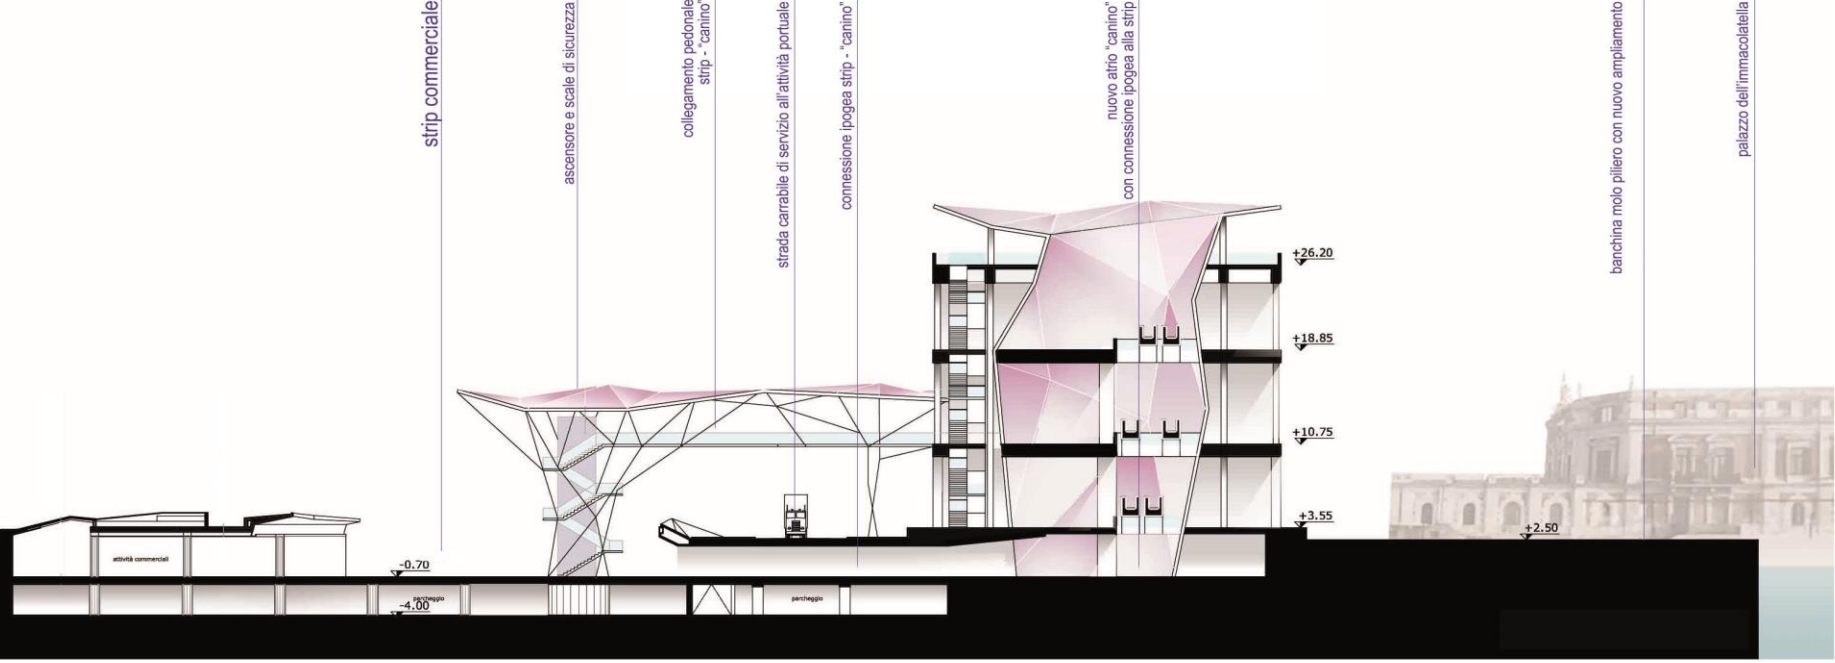 strip commerciale
ascensore e scale di sicurezza
collegamento pedonale
strip - "canino"
strada carrabile di servizio all'attività portuale
connessione ipogea strip - "canino"
nuovo atrio "canino"
con connessione ipogea alla strip
banchina molo piliero con nuovo ampliamento
palazzo dell'immacolatella
+26.20
+18.85
+10.75
+3.55
+2.50
attività commerciali
-0.70
parcheggio
-4.00
parcheggio